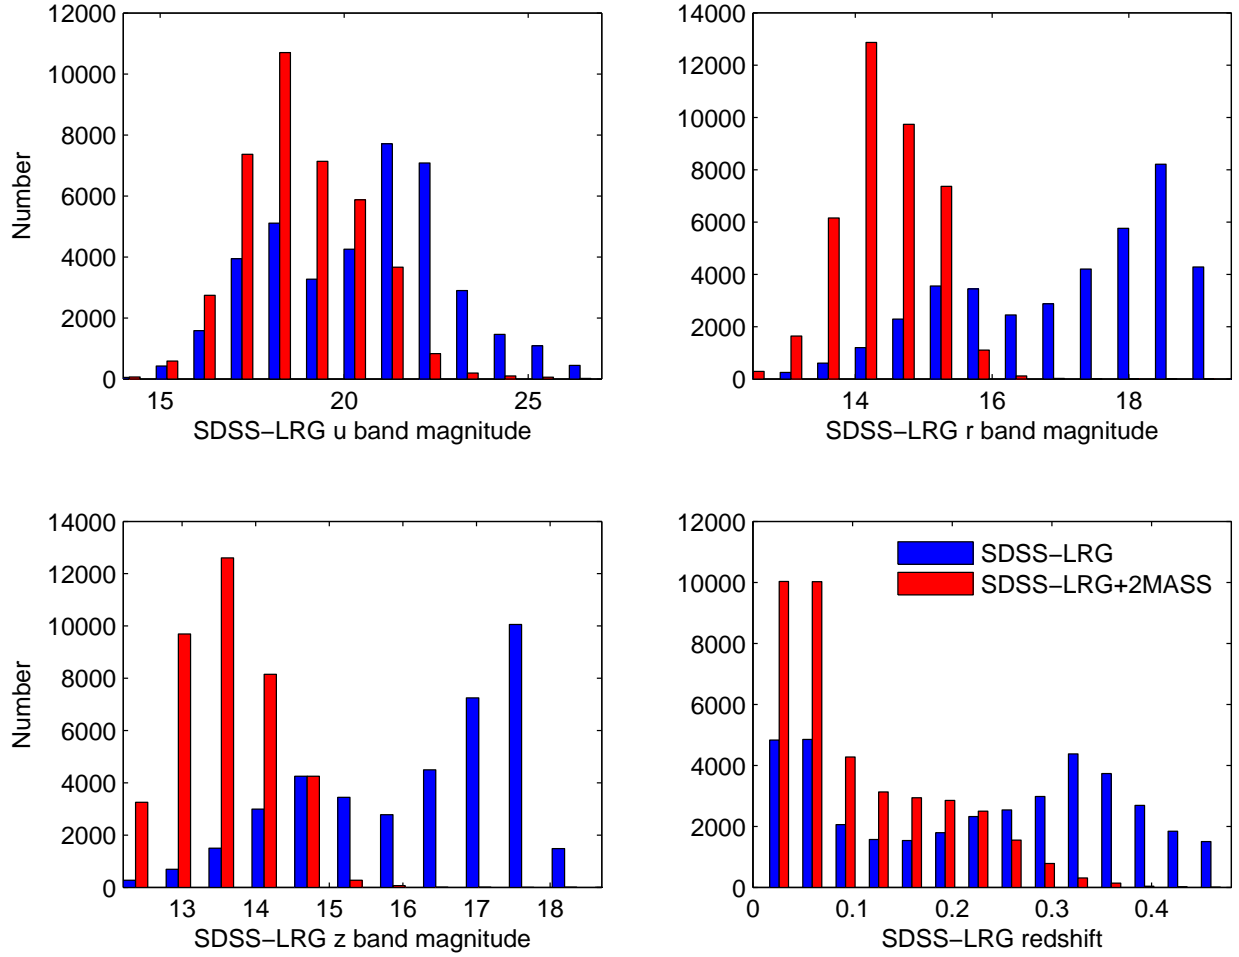 12000
10000
8000
6000
4000
2000
0
Number
15 20 25
SDSS−LRG u band magnitude
14000
12000
10000
8000
6000
4000
2000
0
14 16 18
SDSS−LRG r band magnitude
14000
12000
10000
8000
6000
4000
2000
0
Number
13 14 15 16 17 18
SDSS−LRG z band magnitude
12000
10000
8000
6000
4000
2000
0
SDSS−LRG
SDSS−LRG+2MASS
0 0.1 0.2 0.3 0.4
SDSS−LRG redshift